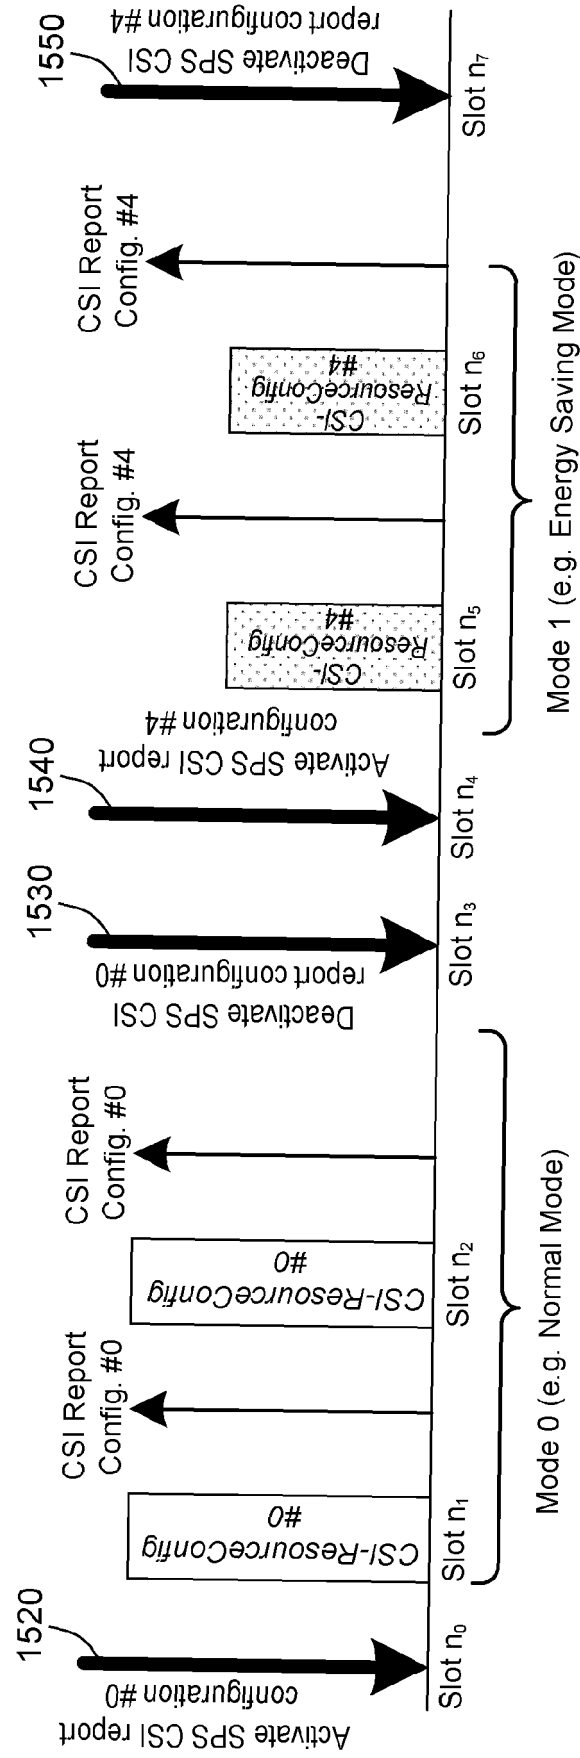 1520
Activate SPS CSI report
configuration #0
Slot n0
CSI-ResourceConfig
#0
Slot n1
CSI Report
Config. #0
CSI-ResourceConfig
#0
Slot n2
CSI Report
Config. #0
Mode 0 (e.g. Normal Mode)
1530
Deactivate SPS CSI
report configuration #0
Slot n3
1540
Activate SPS CSI report
configuration #4
Slot n4
CSI-
ResourceConfig
#4
Slot n5
CSI Report
Config. #4
CSI-
ResourceConfig
#4
Slot n6
CSI Report
Config. #4
Mode 1 (e.g. Energy Saving Mode)
1550
Deactivate SPS CSI
report configuration #4
Slot n7